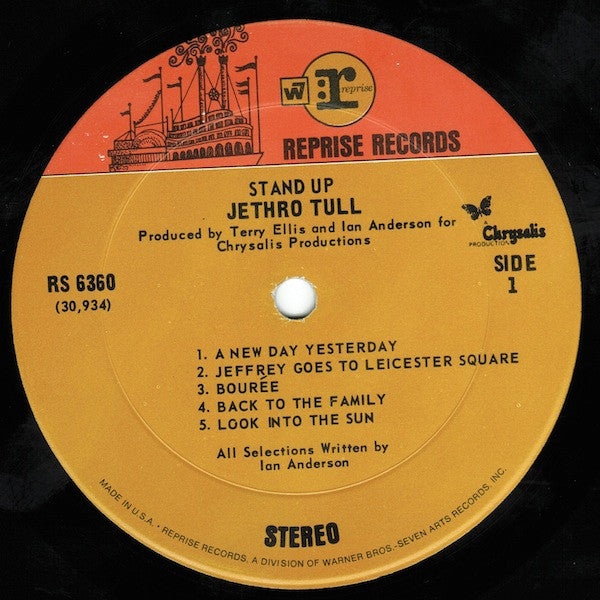 W7 r reprise
REPRISE RECORDS
STAND UP
JETHRO TULL
Produced by Terry Ellis and Ian Anderson for
Chrysalis Productions
A
Chrysalis
PRODUCTION
RS 6360
(30,934)
SIDE
1
1. A NEW DAY YESTERDAY
2. JEFFREY GOES TO LEICESTER SQUARE
3. BOURÉE
4. BACK TO THE FAMILY
5. LOOK INTO THE SUN
All Selections Written by
Ian Anderson
STEREO
MADE IN U.S.A. • REPRISE RECORDS, A DIVISION OF WARNER BROS.-SEVEN ARTS RECORDS, INC.